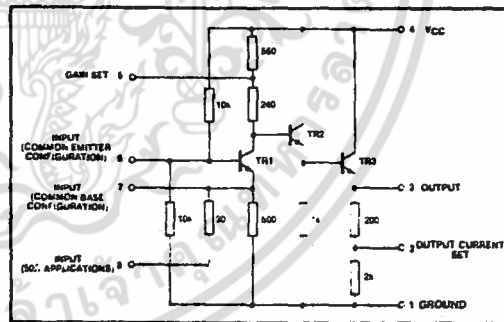 4 VCC
560
GAIN SET 5
10k
240
TR2
INPUT
(COMMON EMITTER
CONFIGURATION) 6
TR1
TR3
INPUT
(COMMON BASE
CONFIGURATION) 7
3 OUTPUT
10k
30
500
200
2 OUTPUT CURRENT
SET
INPUT
(50Ω APPLICATIONS) 8
2k
1 GROUND